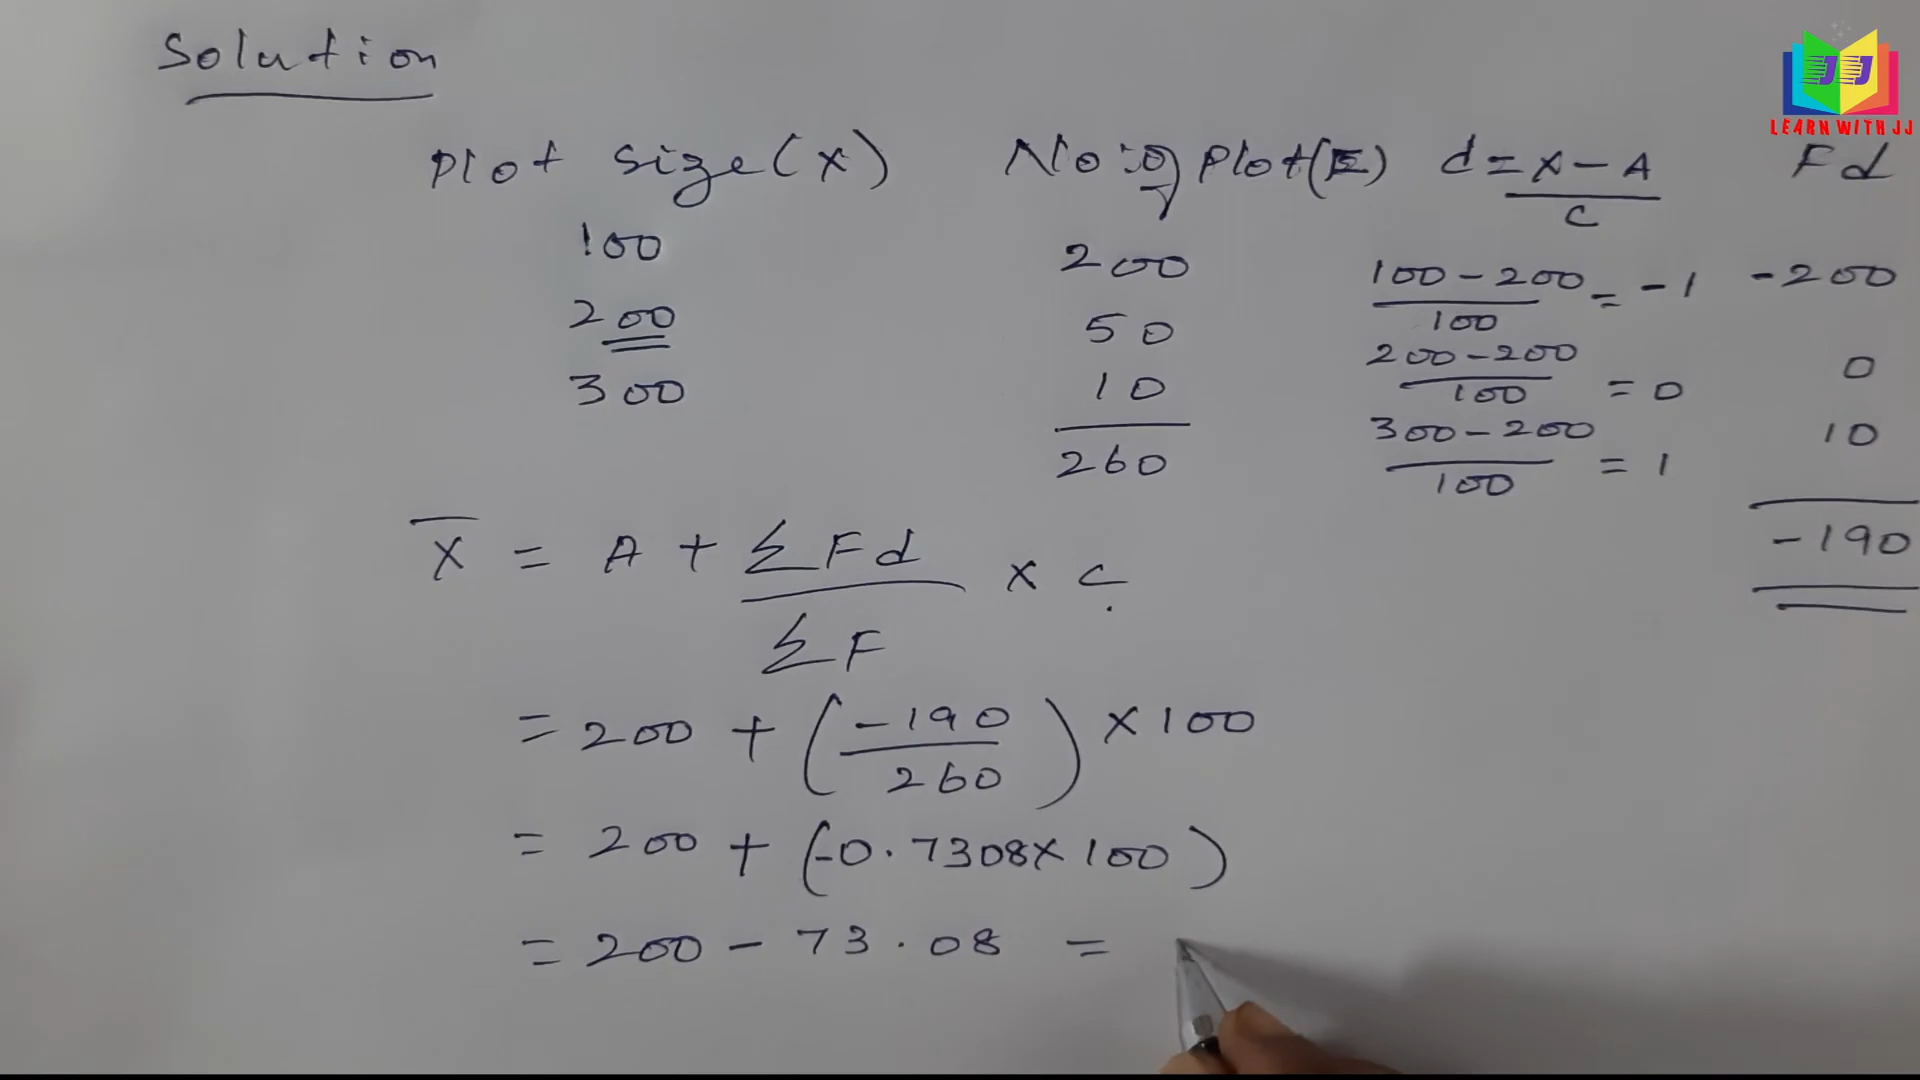 Solution
JJ
LEARN WITH JJ
Plot size (x) No: of Plot (F) d = x - A / c Fd
100 200 100 - 200 / 100 = -1 -200
200 50 200 - 200 / 100 = 0 0
300 10 300 - 200 / 100 = 1 10
260 -190
X̄ = A + ΣFd / ΣF × c
= 200 + (-190 / 260) × 100
= 200 + (-0.7308 × 100)
= 200 - 73.08 =